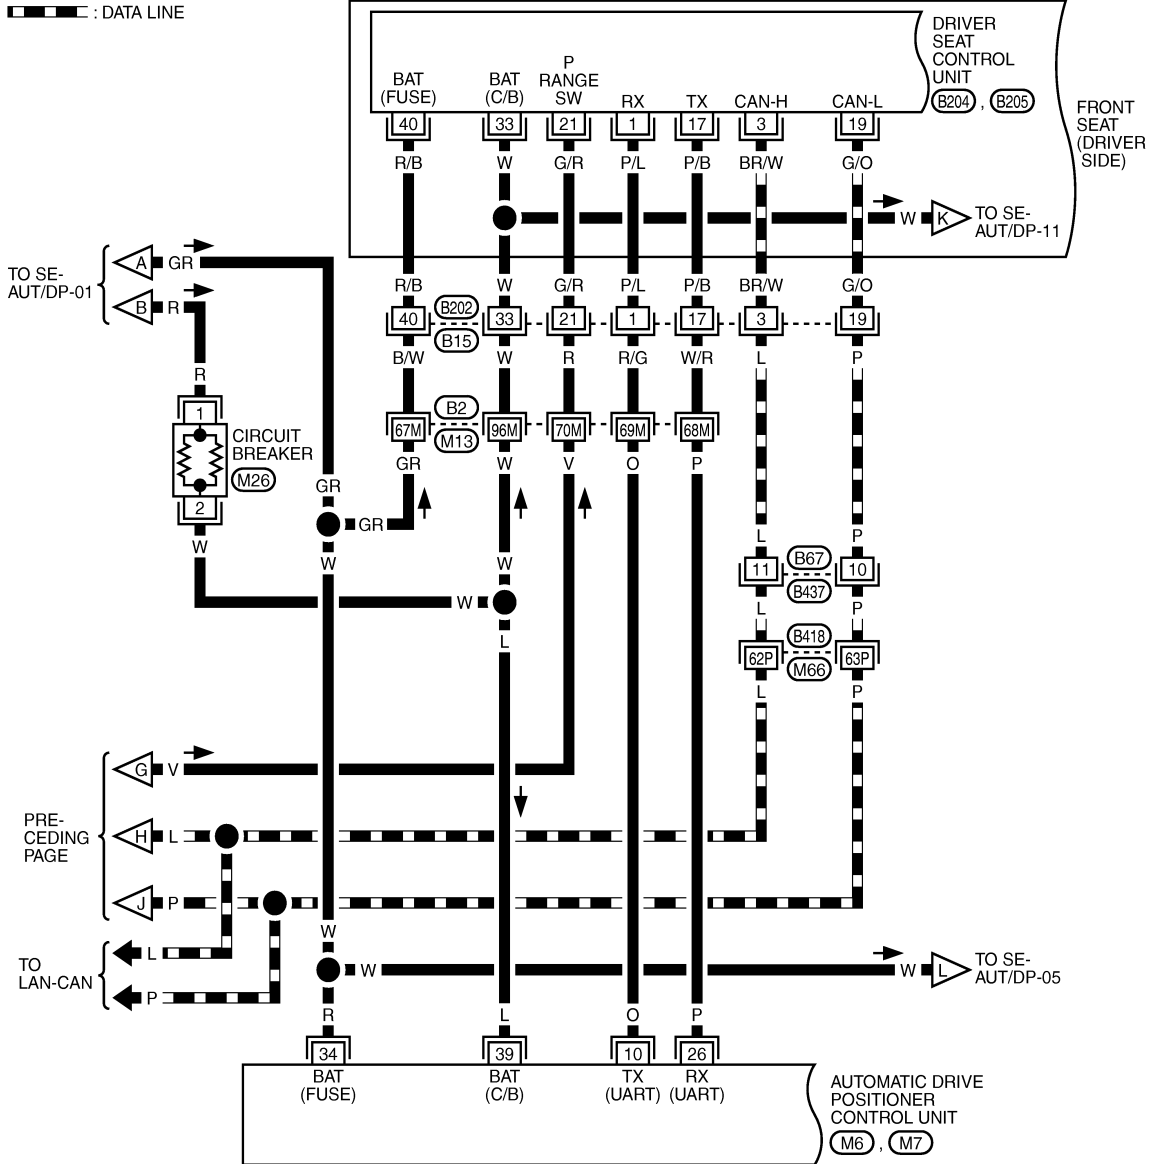 : DATA LINE
DRIVER
SEAT
CONTROL
UNIT
B204 , B205
FRONT
SEAT
(DRIVER
SIDE)
BAT
(FUSE)
BAT
(C/B)
P
RANGE
SW
RX
TX
CAN-H
CAN-L
40 33 21 1 17 3 19
R/B W G/R P/L P/B BR/W G/O
W K
TO SE-
AUT/DP-11
TO SE-
AUT/DP-01
A GR
B R
R/B W G/R P/L P/B BR/W G/O
B202
40 33 21 1 17 3 19
B15
B/W W R R/G W/R L P
R
1
CIRCUIT
BREAKER
M26
2
W
B2
67M 96M 70M 69M 68M
M13
GR W V O P
GR
GR
W
W
W
L
L P
B67
11 10
B437
L P
B418
62P 63P
M66
L P
PRE-
CEDING
PAGE
G V
H L
J P
TO
LAN-CAN
L
P
W
W
W L
TO SE-
AUT/DP-05
R L O P
34 39 10 26
BAT
(FUSE)
BAT
(C/B)
TX
(UART)
RX
(UART)
AUTOMATIC DRIVE
POSITIONER
CONTROL UNIT
M6 , M7